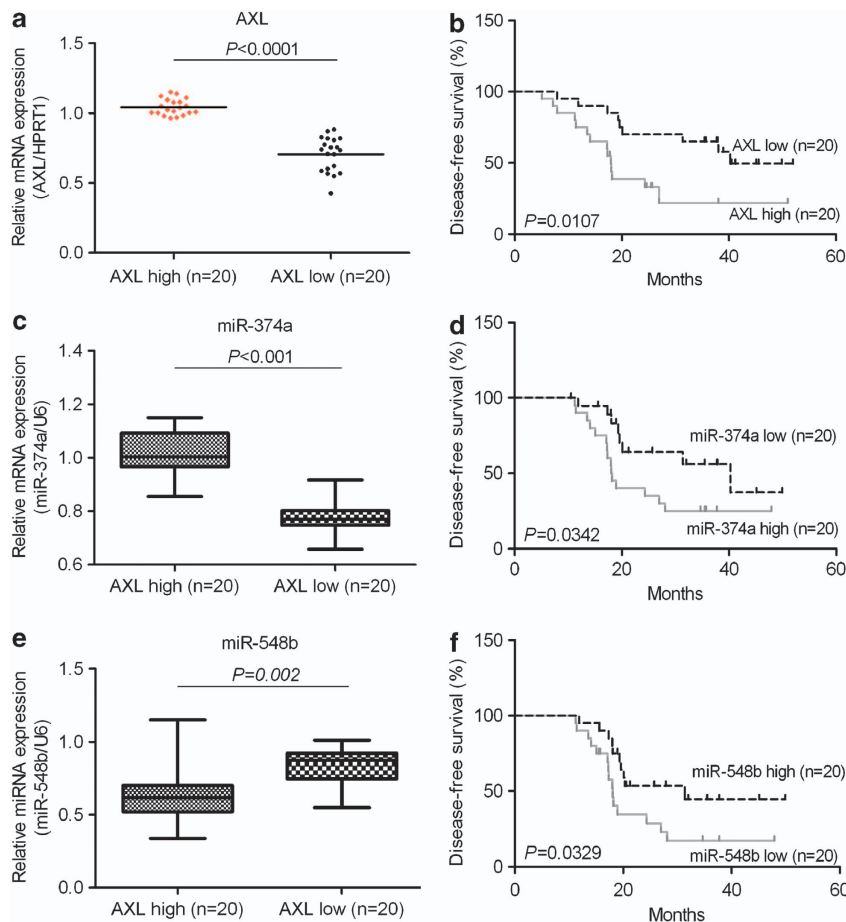 a
AXL
P<0.0001
Relative mRNA expression
(AXL/HPRT1)
1.5
1.0
0.5
0.0
AXL high (n=20)
AXL low (n=20)
b
Disease-free survival (%)
150
100
50
0
AXL low (n=20)
AXL high (n=20)
P=0.0107
0
20
40
60
Months
c
miR-374a
P<0.001
Relative mRNA expression
(miR-374a/U6)
1.4
1.2
1.0
0.8
0.6
AXL high (n=20)
AXL low (n=20)
d
Disease-free survival (%)
150
100
50
0
miR-374a low (n=20)
miR-374a high (n=20)
P=0.0342
0
20
40
60
Months
e
miR-548b
P=0.002
Relative miRNA expression
(miR-548b/U6)
1.5
1.0
0.5
0.0
AXL high (n=20)
AXL low (n=20)
f
Disease-free survival (%)
150
100
50
0
miR-548b high (n=20)
miR-548b low (n=20)
P=0.0329
0
20
40
60
Months